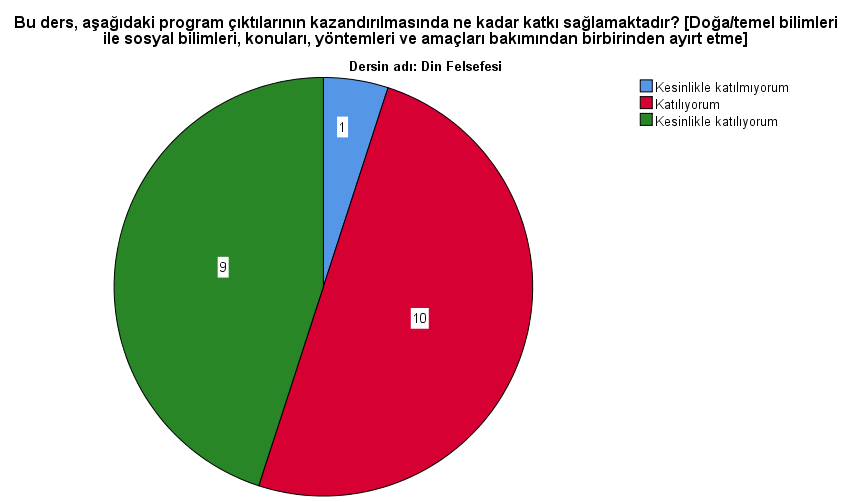 Bu ders, aşağıdaki program çıktılarının kazandırılmasında ne kadar katkı sağlamaktadır? [Doğa/temel bilimleri
ile sosyal bilimleri, konuları, yöntemleri ve amaçları bakımından birbirinden ayırt etme]
Dersin adı: Din Felsefesi
Kesinlikle katılmıyorum
Katılıyorum
Kesinlikle katılıyorum
1
9
10